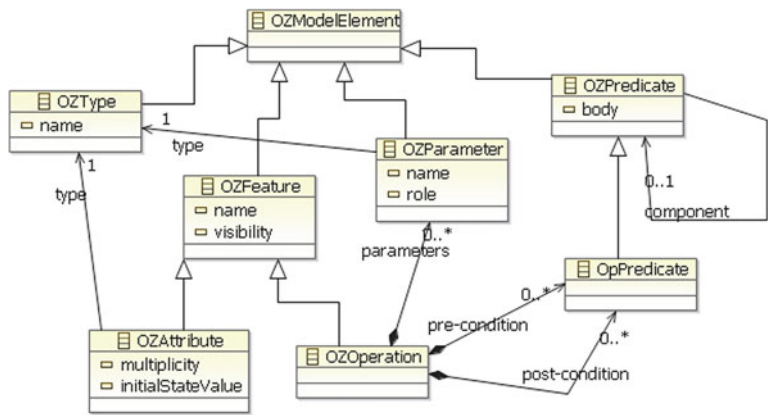 OZModelElement
OZType
name
OZPredicate
body
1
type
OZParameter
name
role
1
type
OZFeature
name
visibility
0..1
component
0..*
parameters
OpPredicate
0..*
pre-condition
0..*
OZAttribute
multiplicity
initialStateValue
OZOperation
post-condition